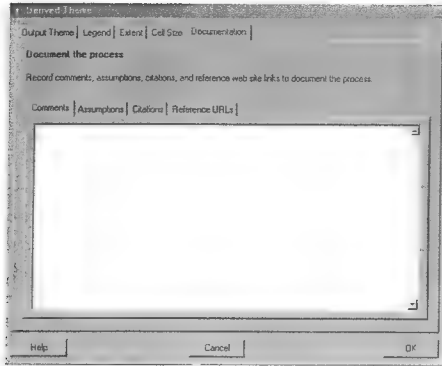 Derived Theme
Output Theme Legend Extent Cell Size Documentation
Document the process
Record comments, assumptions, citations, and reference web site links to document the process.
Comments Assumptions Citations Reference URLs
Help Cancel OK